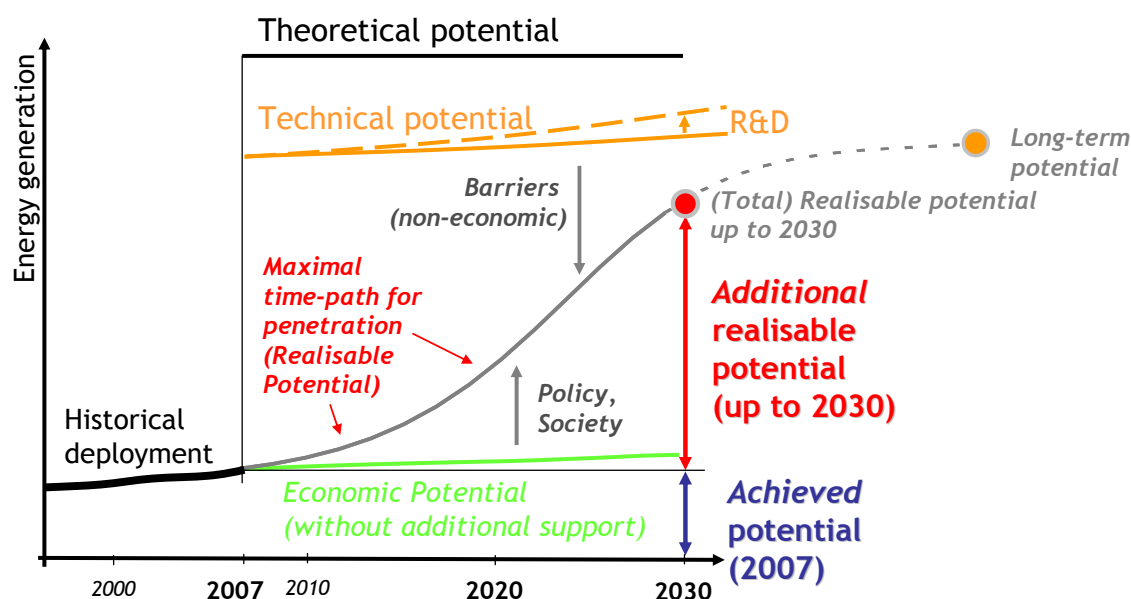 Theoretical potential
Energy generation
Technical potential
R&D
Long-term
potential
Barriers
(non-economic)
(Total) Realisable potential
up to 2030
Maximal
time-path for
penetration
(Realisable
Potential)
Additional
realisable
potential
(up to 2030)
Policy,
Society
Historical
deployment
Economic Potential
(without additional support)
Achieved
potential
(2007)
2000
2007
2010
2020
2030